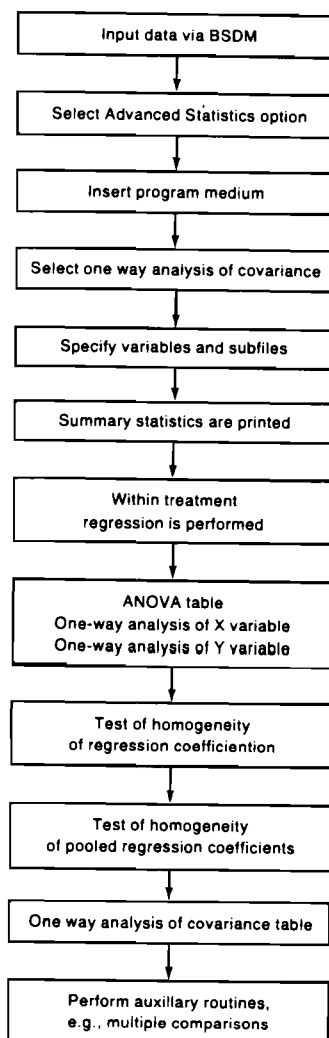 Input data via BSDM
Select Advanced Statistics option
Insert program medium
Select one way analysis of covariance
Specify variables and subfiles
Summary statistics are printed
Within treatment
regression is performed
ANOVA table
One-way analysis of X variable
One-way analysis of Y variable
Test of homogeneity
of regression coefficiention
Test of homogeneity
of pooled regression coefficients
One way analysis of covariance table
Perform auxillary routines,
e.g., multiple comparisons